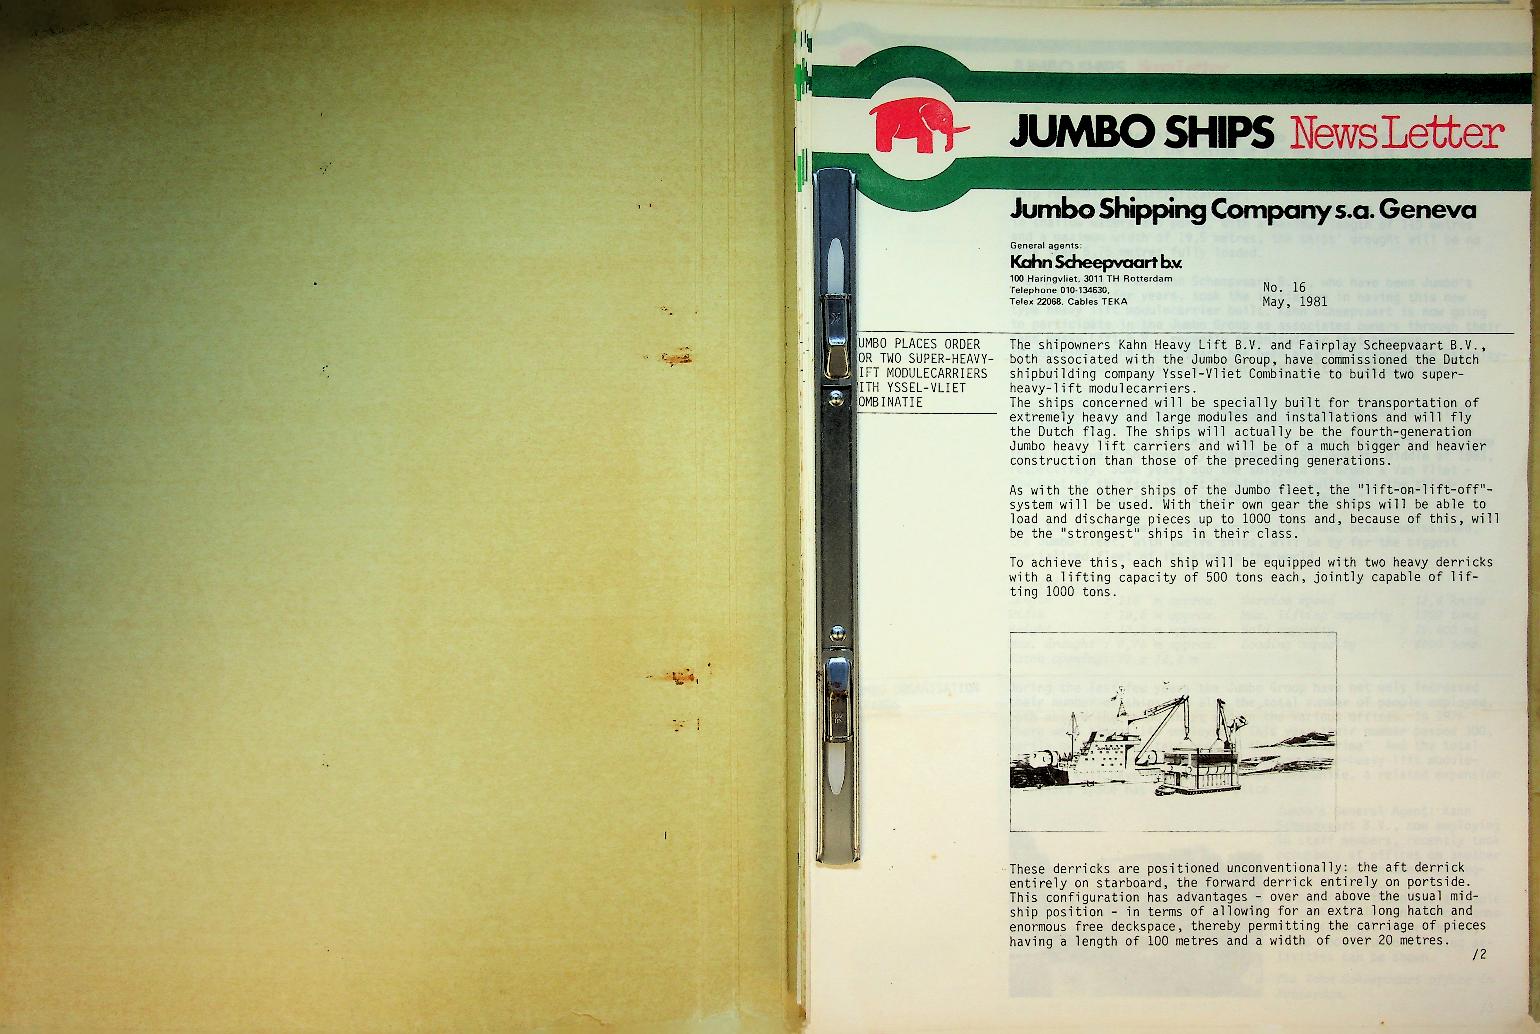 JUMBO SHIPS News Letter
Jumbo Shipping Company s.a. Geneva
General agents:
Kahn Scheepvaart b.v.
100 Haringvliet, 3011 TH Rotterdam
Telephone 010-134630,
Telex 22068, Cables TEKA
No. 16
May, 1981
UMBO PLACES ORDER
OR TWO SUPER-HEAVY-
IFT MODULECARRIERS
ITH YSSEL-VLIET
OMBINATIE
The shipowners Kahn Heavy Lift B.V. and Fairplay Scheepvaart B.V.,
both associated with the Jumbo Group, have commissioned the Dutch
shipbuilding company Yssel-Vliet Combinatie to build two super-
heavy-lift modulecarriers.
The ships concerned will be specially built for transportation of
extremely heavy and large modules and installations and will fly
the Dutch flag. The ships will actually be the fourth-generation
Jumbo heavy lift carriers and will be of a much bigger and heavier
construction than those of the preceding generations.
As with the other ships of the Jumbo fleet, the "lift-on-lift-off"-
system will be used. With their own gear the ships will be able to
load and discharge pieces up to 1000 tons and, because of this, will
be the "strongest" ships in their class.
To achieve this, each ship will be equipped with two heavy derricks
with a lifting capacity of 500 tons each, jointly capable of lif-
ting 1000 tons.
These derricks are positioned unconventionally: the aft derrick
entirely on starboard, the forward derrick entirely on portside.
This configuration has advantages - over and above the usual mid-
ship position - in terms of allowing for an extra long hatch and
enormous free deckspace, thereby permitting the carriage of pieces
having a length of 100 metres and a width of over 20 metres.
/2